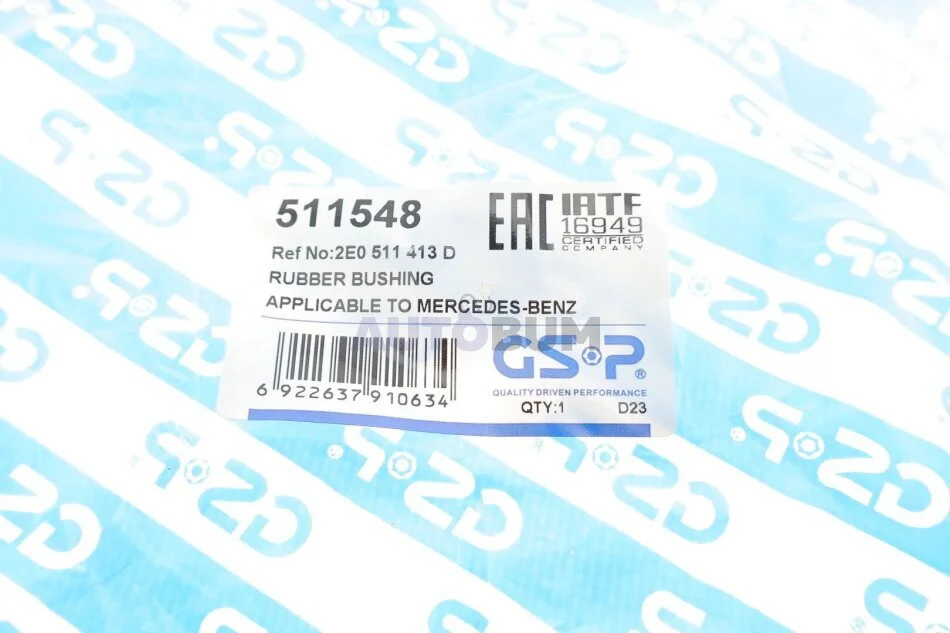 511548
EAC
IATF
16949
CERTIFIED
COMPANY
Ref No:2E0 511 413 D
RUBBER BUSHING
APPLICABLE TO MERCEDES-BENZ
AUTOBUM
6 922637 910634
GSP®
QUALITY DRIVEN PERFORMANCE
QTY:1 D23